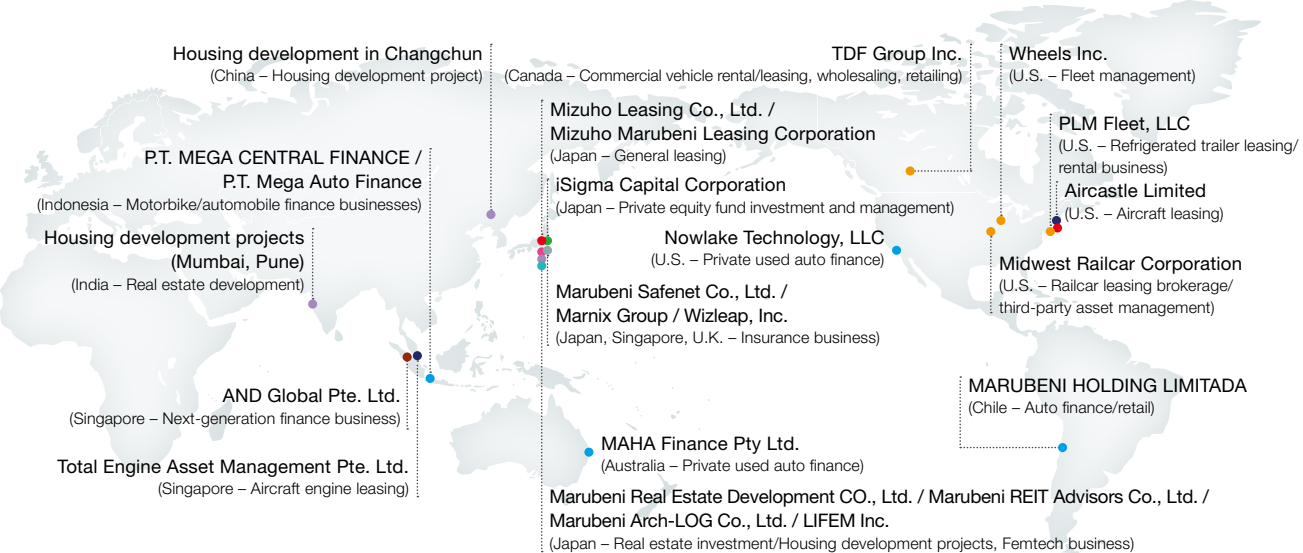 Housing development in Changchun
(China – Housing development project)
TDF Group Inc.
(Canada – Commercial vehicle rental/leasing, wholesaling, retailing)
Wheels Inc.
(U.S. – Fleet management)
Mizuho Leasing Co., Ltd. /
Mizuho Marubeni Leasing Corporation
(Japan – General leasing)
PLM Fleet, LLC
(U.S. – Refrigerated trailer leasing/
rental business)
P.T. MEGA CENTRAL FINANCE /
P.T. Mega Auto Finance
(Indonesia – Motorbike/automobile finance businesses)
iSigma Capital Corporation
(Japan – Private equity fund investment and management)
Aircastle Limited
(U.S. – Aircraft leasing)
Housing development projects
(Mumbai, Pune)
(India – Real estate development)
Nowlake Technology, LLC
(U.S. – Private used auto finance)
Midwest Railcar Corporation
(U.S. – Railcar leasing brokerage/
third-party asset management)
Marubeni Safenet Co., Ltd. /
Marnix Group / Wizleap, Inc.
(Japan, Singapore, U.K. – Insurance business)
AND Global Pte. Ltd.
(Singapore – Next-generation finance business)
MARUBENI HOLDING LIMITADA
(Chile – Auto finance/retail)
Total Engine Asset Management Pte. Ltd.
(Singapore – Aircraft engine leasing)
MAHA Finance Pty Ltd.
(Australia – Private used auto finance)
Marubeni Real Estate Development CO., Ltd. / Marubeni REIT Advisors Co., Ltd. /
Marubeni Arch-LOG Co., Ltd. / LIFEM Inc.
(Japan – Real estate investment/Housing development projects, Femtech business)